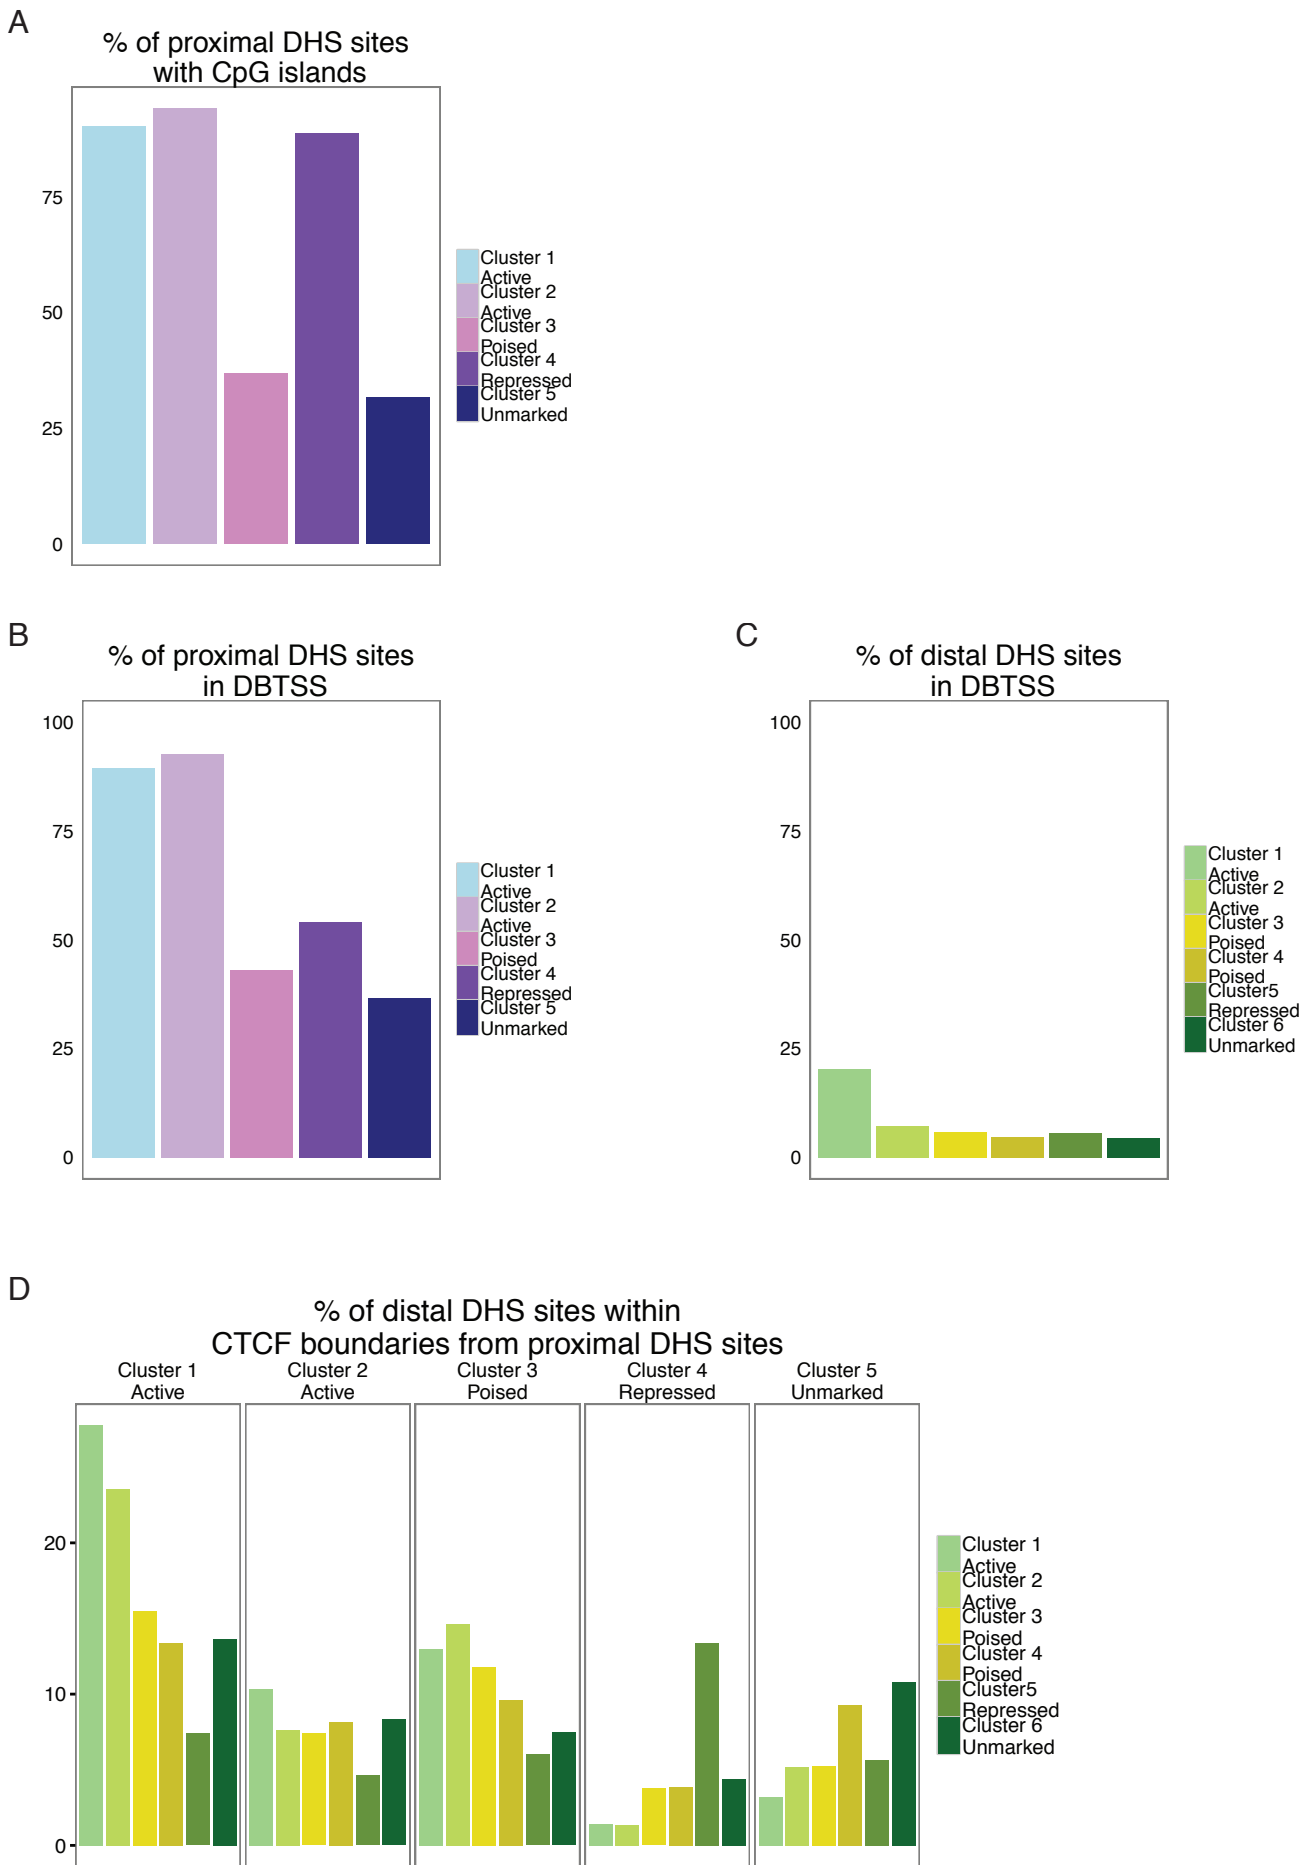 A
% of proximal DHS sites
with CpG islands
75
50
25
0
Cluster 1
Active
Cluster 2
Active
Cluster 3
Poised
Cluster 4
Repressed
Cluster 5
Unmarked
B
% of proximal DHS sites
in DBTSS
100
75
50
25
0
Cluster 1
Active
Cluster 2
Active
Cluster 3
Poised
Cluster 4
Repressed
Cluster 5
Unmarked
C
% of distal DHS sites
in DBTSS
100
75
50
25
0
Cluster 1
Active
Cluster 2
Active
Cluster 3
Poised
Cluster 4
Poised
Cluster5
Repressed
Cluster 6
Unmarked
D
% of distal DHS sites within
CTCF boundaries from proximal DHS sites
Cluster 1
Active
Cluster 2
Active
Cluster 3
Poised
Cluster 4
Repressed
Cluster 5
Unmarked
20
10
0
Cluster 1
Active
Cluster 2
Active
Cluster 3
Poised
Cluster 4
Poised
Cluster5
Repressed
Cluster 6
Unmarked